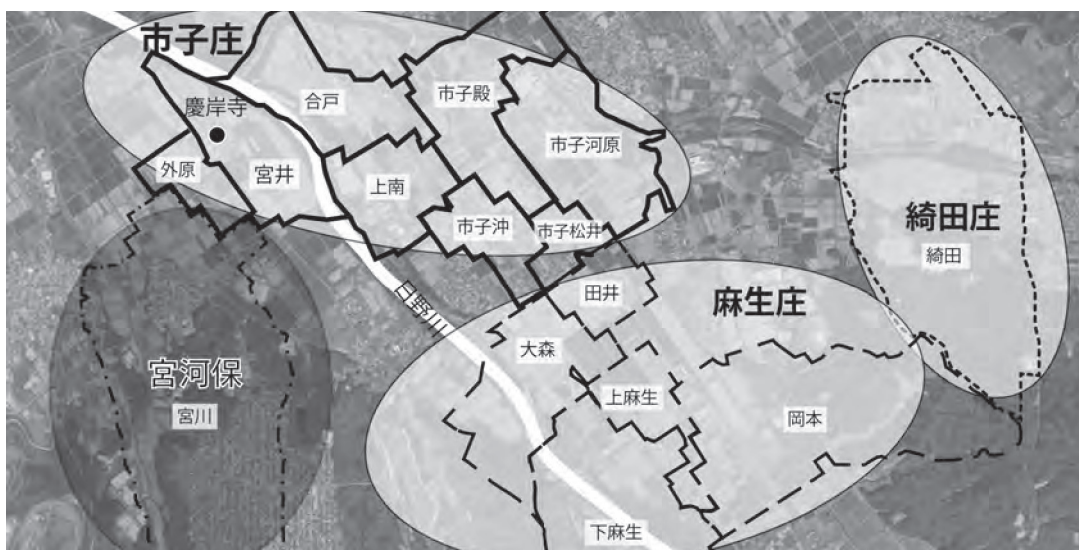 市子庄
慶岸寺
合戸
市子殿
市子河原
外原
宮井
上南
市子沖
市子松井
綺田庄
綺田
日野川
田井
麻生庄
大森
上麻生
岡本
宮河保
宮川
下麻生